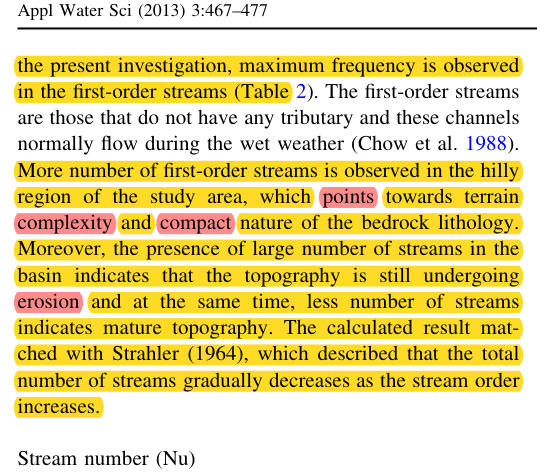 Appl Water Sci (2013) 3:467–477
the present investigation, maximum frequency is observed
in the first-order streams (Table 2). The first-order streams
are those that do not have any tributary and these channels
normally flow during the wet weather (Chow et al. 1988).
More number of first-order streams is observed in the hilly
region of the study area, which points towards terrain
complexity and compact nature of the bedrock lithology.
Moreover, the presence of large number of streams in the
basin indicates that the topography is still undergoing
erosion and at the same time, less number of streams
indicates mature topography. The calculated result mat-
ched with Strahler (1964), which described that the total
number of streams gradually decreases as the stream order
increases.
Stream number (Nu)